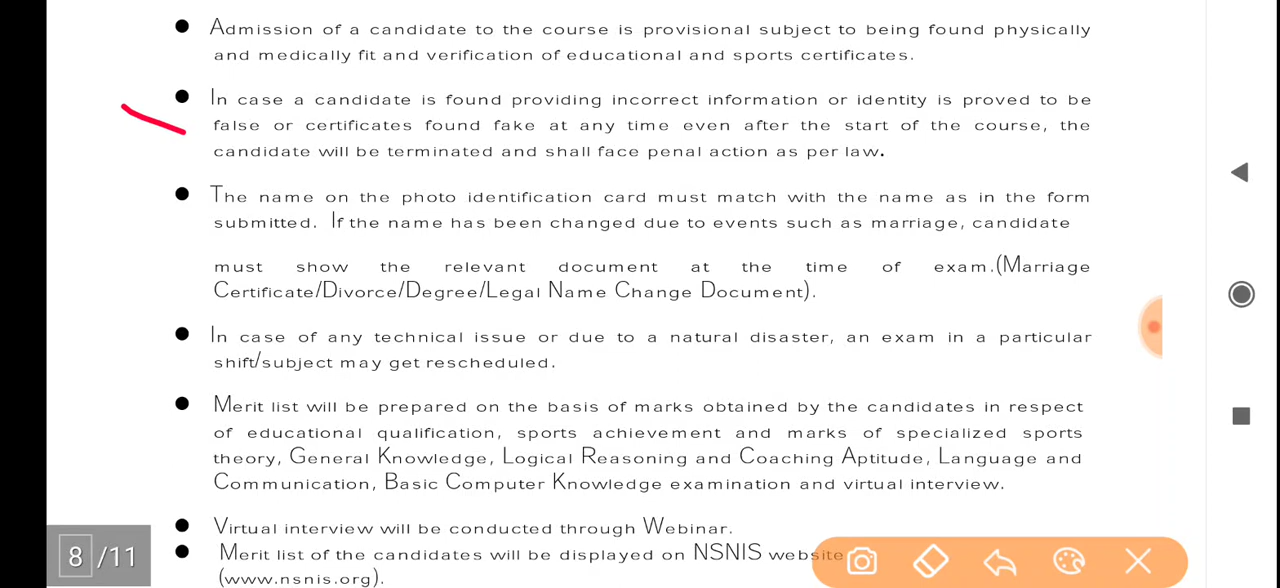 ● Admission of a candidate to the course is provisional subject to being found physically
and medically fit and verification of educational and sports certificates.
● In case a candidate is found providing incorrect information or identity is proved to be
false or certificates found fake at any time even after the start of the course, the
candidate will be terminated and shall face penal action as per law.
● The name on the photo identification card must match with the name as in the form
submitted. If the name has been changed due to events such as marriage, candidate
must show the relevant document at the time of exam.(Marriage
Certificate/Divorce/Degree/Legal Name Change Document).
● In case of any technical issue or due to a natural disaster, an exam in a particular
shift/subject may get rescheduled.
● Merit list will be prepared on the basis of marks obtained by the candidates in respect
of educational qualification, sports achievement and marks of specialized sports
theory, General Knowledge, Logical Reasoning and Coaching Aptitude, Language and
Communication, Basic Computer Knowledge examination and virtual interview.
● Virtual interview will be conducted through Webinar.
● Merit list of the candidates will be displayed on NSNIS website
(www.nsnis.org).
8 /11